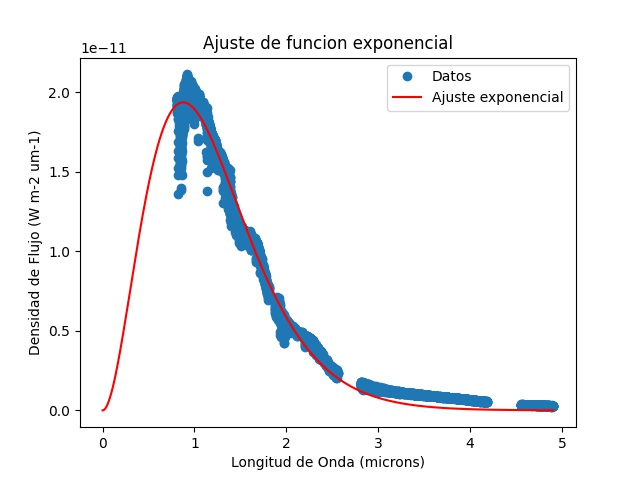 Ajuste de funcion exponencial
1e−11
Datos
Ajuste exponencial
2.0
1.5
1.0
0.5
0.0
Densidad de Flujo (W m-2 um-1)
0 1 2 3 4 5
Longitud de Onda (microns)